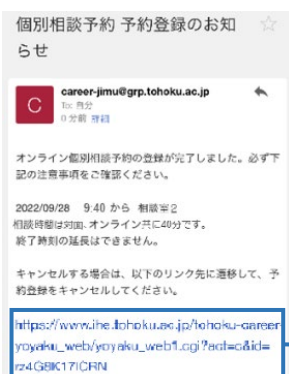 個別相談予約 予約登録のお知
らせ
C
career-jimu@grp.tohoku.ac.jp
To: 自分
0 分前 詳細
オンライン個別相談予約の登録が完了しました。必ず下
記の注意事項をご確認ください。
2022/09/28 9:40 から 相談室2
相談時間は対面、オンライン共に40分です。
終了時刻の延長はできません。
キャンセルする場合は、以下のリンク先に遷移して、予
約登録をキャンセルしてください。
https://www.ihe.tohoku.ac.jp/tohoku-career-
yoyaku_web/yoyaku_web1.cgi?act=c&id=